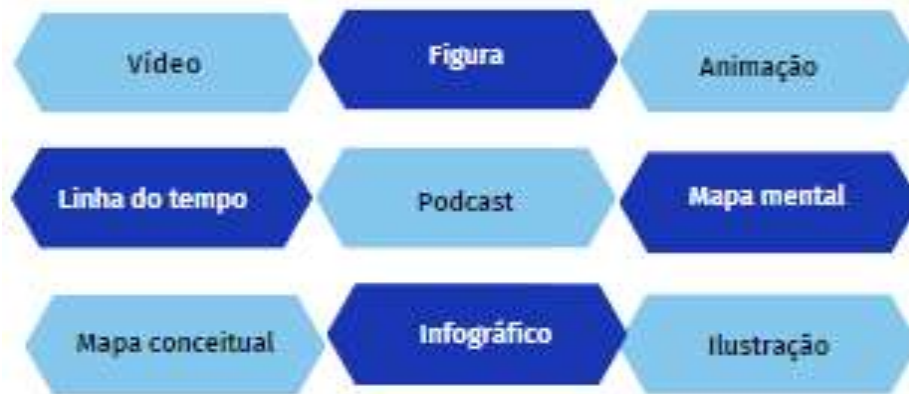 Vídeo
Figura
Animação
Linha do tempo
Podcast
Mapa mental
Mapa conceitual
Infográfico
Ilustração